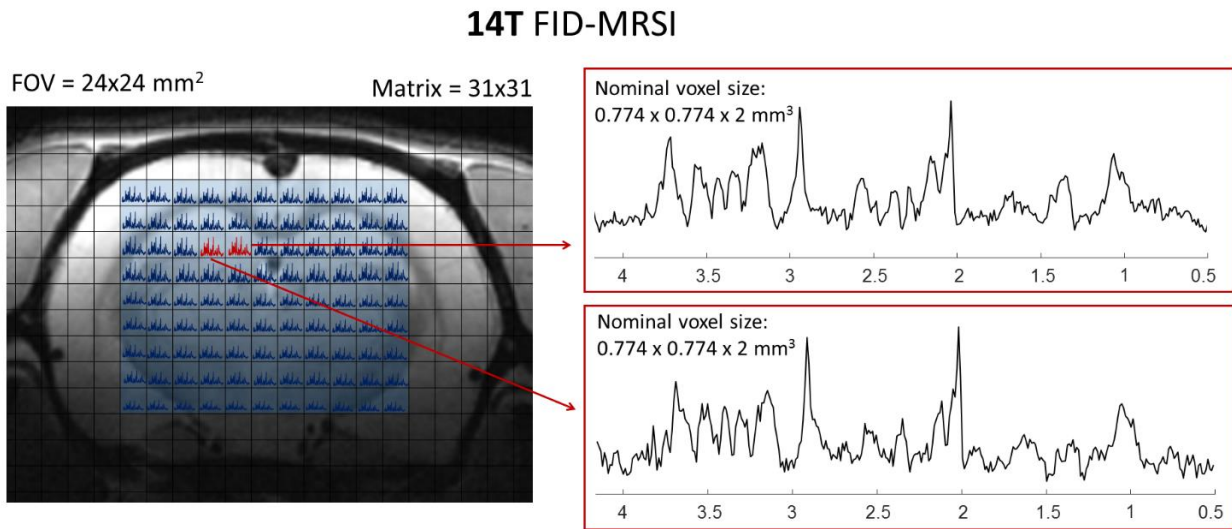 14T FID-MRSI
FOV = 24x24 mm²
Matrix = 31x31
Nominal voxel size:
0.774 x 0.774 x 2 mm³
4 3.5 3 2.5 2 1.5 1 0.5
Nominal voxel size:
0.774 x 0.774 x 2 mm³
4 3.5 3 2.5 2 1.5 1 0.5